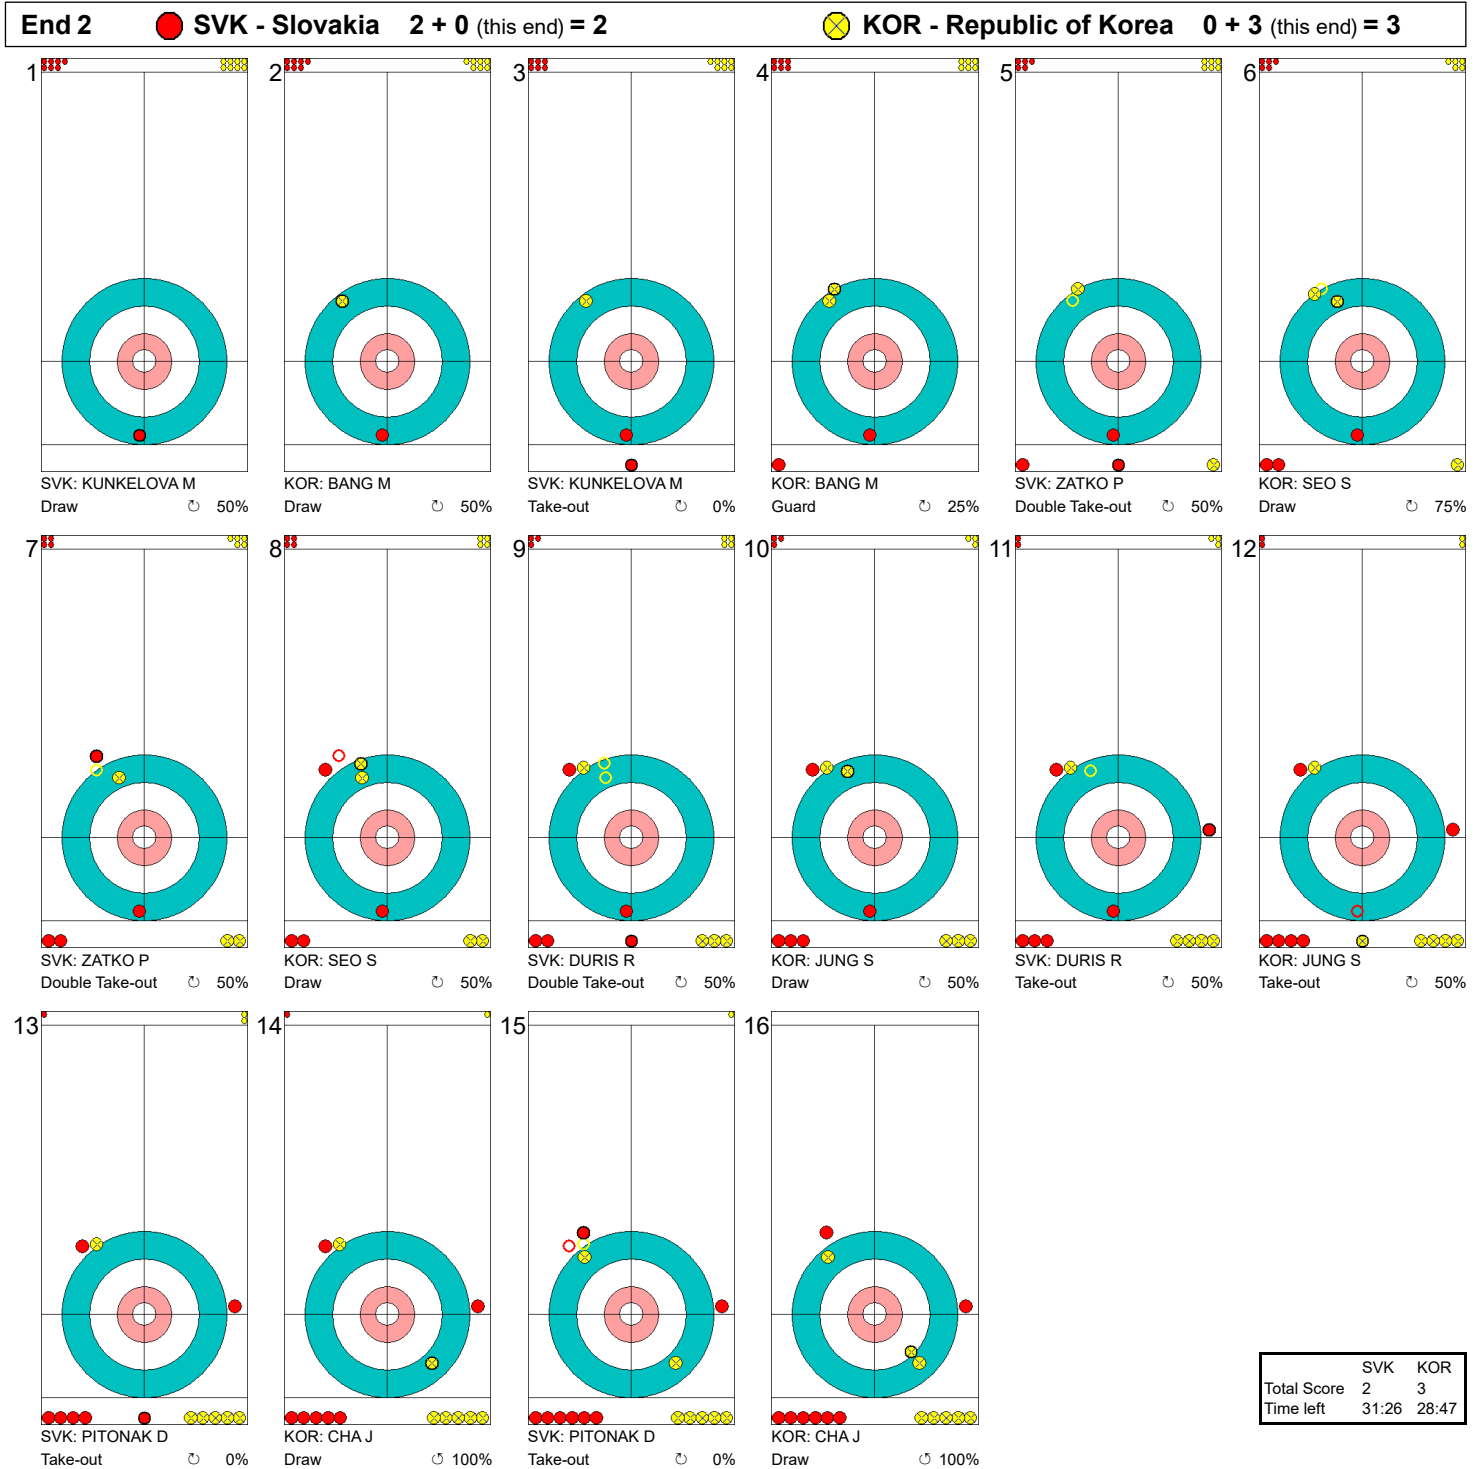 End 2 SVK - Slovakia 2 + 0 (this end) = 2 KOR - Republic of Korea 0 + 3 (this end) = 3
1 2 3 4 5 6
SVK: KUNKELOVA M KOR: BANG M SVK: KUNKELOVA M KOR: BANG M SVK: ZATKO P KOR: SEO S
Draw ↻ 50% Draw ↻ 50% Take-out ↻ 0% Guard ↻ 25% Double Take-out ↻ 50% Draw ↻ 75%
7 8 9 10 11 12
SVK: ZATKO P KOR: SEO S SVK: DURIS R KOR: JUNG S SVK: DURIS R KOR: JUNG S
Double Take-out ↻ 50% Draw ↻ 50% Double Take-out ↻ 50% Draw ↻ 50% Take-out ↻ 50% Take-out ↻ 50%
13 14 15 16
SVK: PITONAK D KOR: CHA J SVK: PITONAK D KOR: CHA J
Take-out ↻ 0% Draw ↺ 100% Take-out ↻ 0% Draw ↺ 100%
SVK KOR
Total Score 2 3
Time left 31:26 28:47